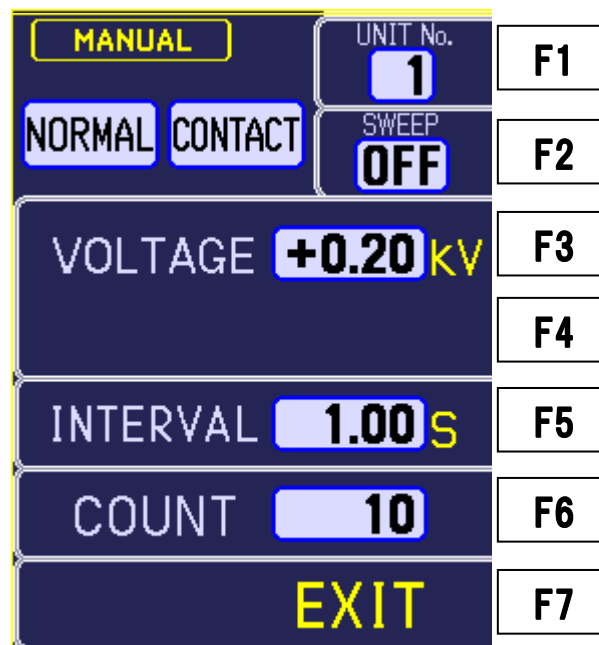 MANUAL
UNIT No.
1
F1
NORMAL CONTACT
SWEEP
OFF
F2
VOLTAGE +0.20 kV
F3
F4
INTERVAL 1.00 S
F5
COUNT 10
F6
EXIT
F7